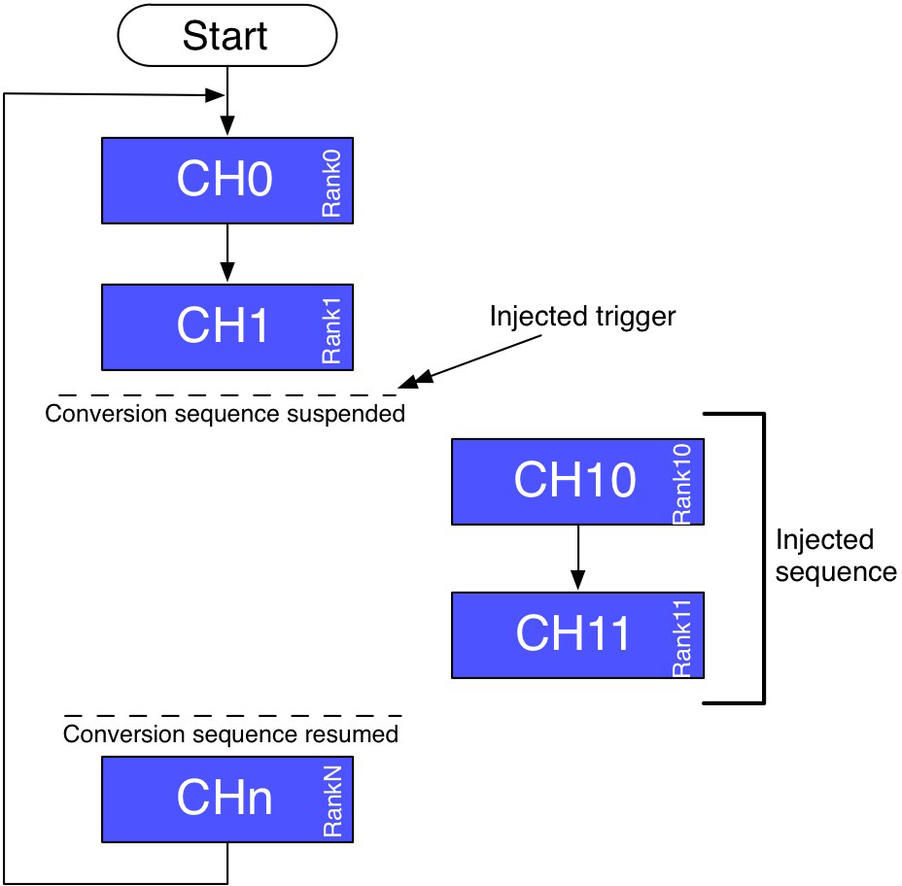 Start
CH0
Rank0
CH1
Rank1
Injected trigger
Conversion sequence suspended
CH10
Rank10
Injected
sequence
CH11
Rank11
Conversion sequence resumed
CHn
RankN